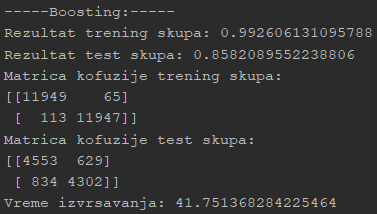 -----Boosting:-----
Rezultat trening skupa: 0.992606131095788
Rezultat test skupa: 0.8582089552238806
Matrica kofuzije trening skupa:
[[11949    65]
 [  113 11947]]
Matrica kofuzije test skupa:
[[4553  629]
 [ 834 4302]]
Vreme izvrsavanja: 41.751368284225464